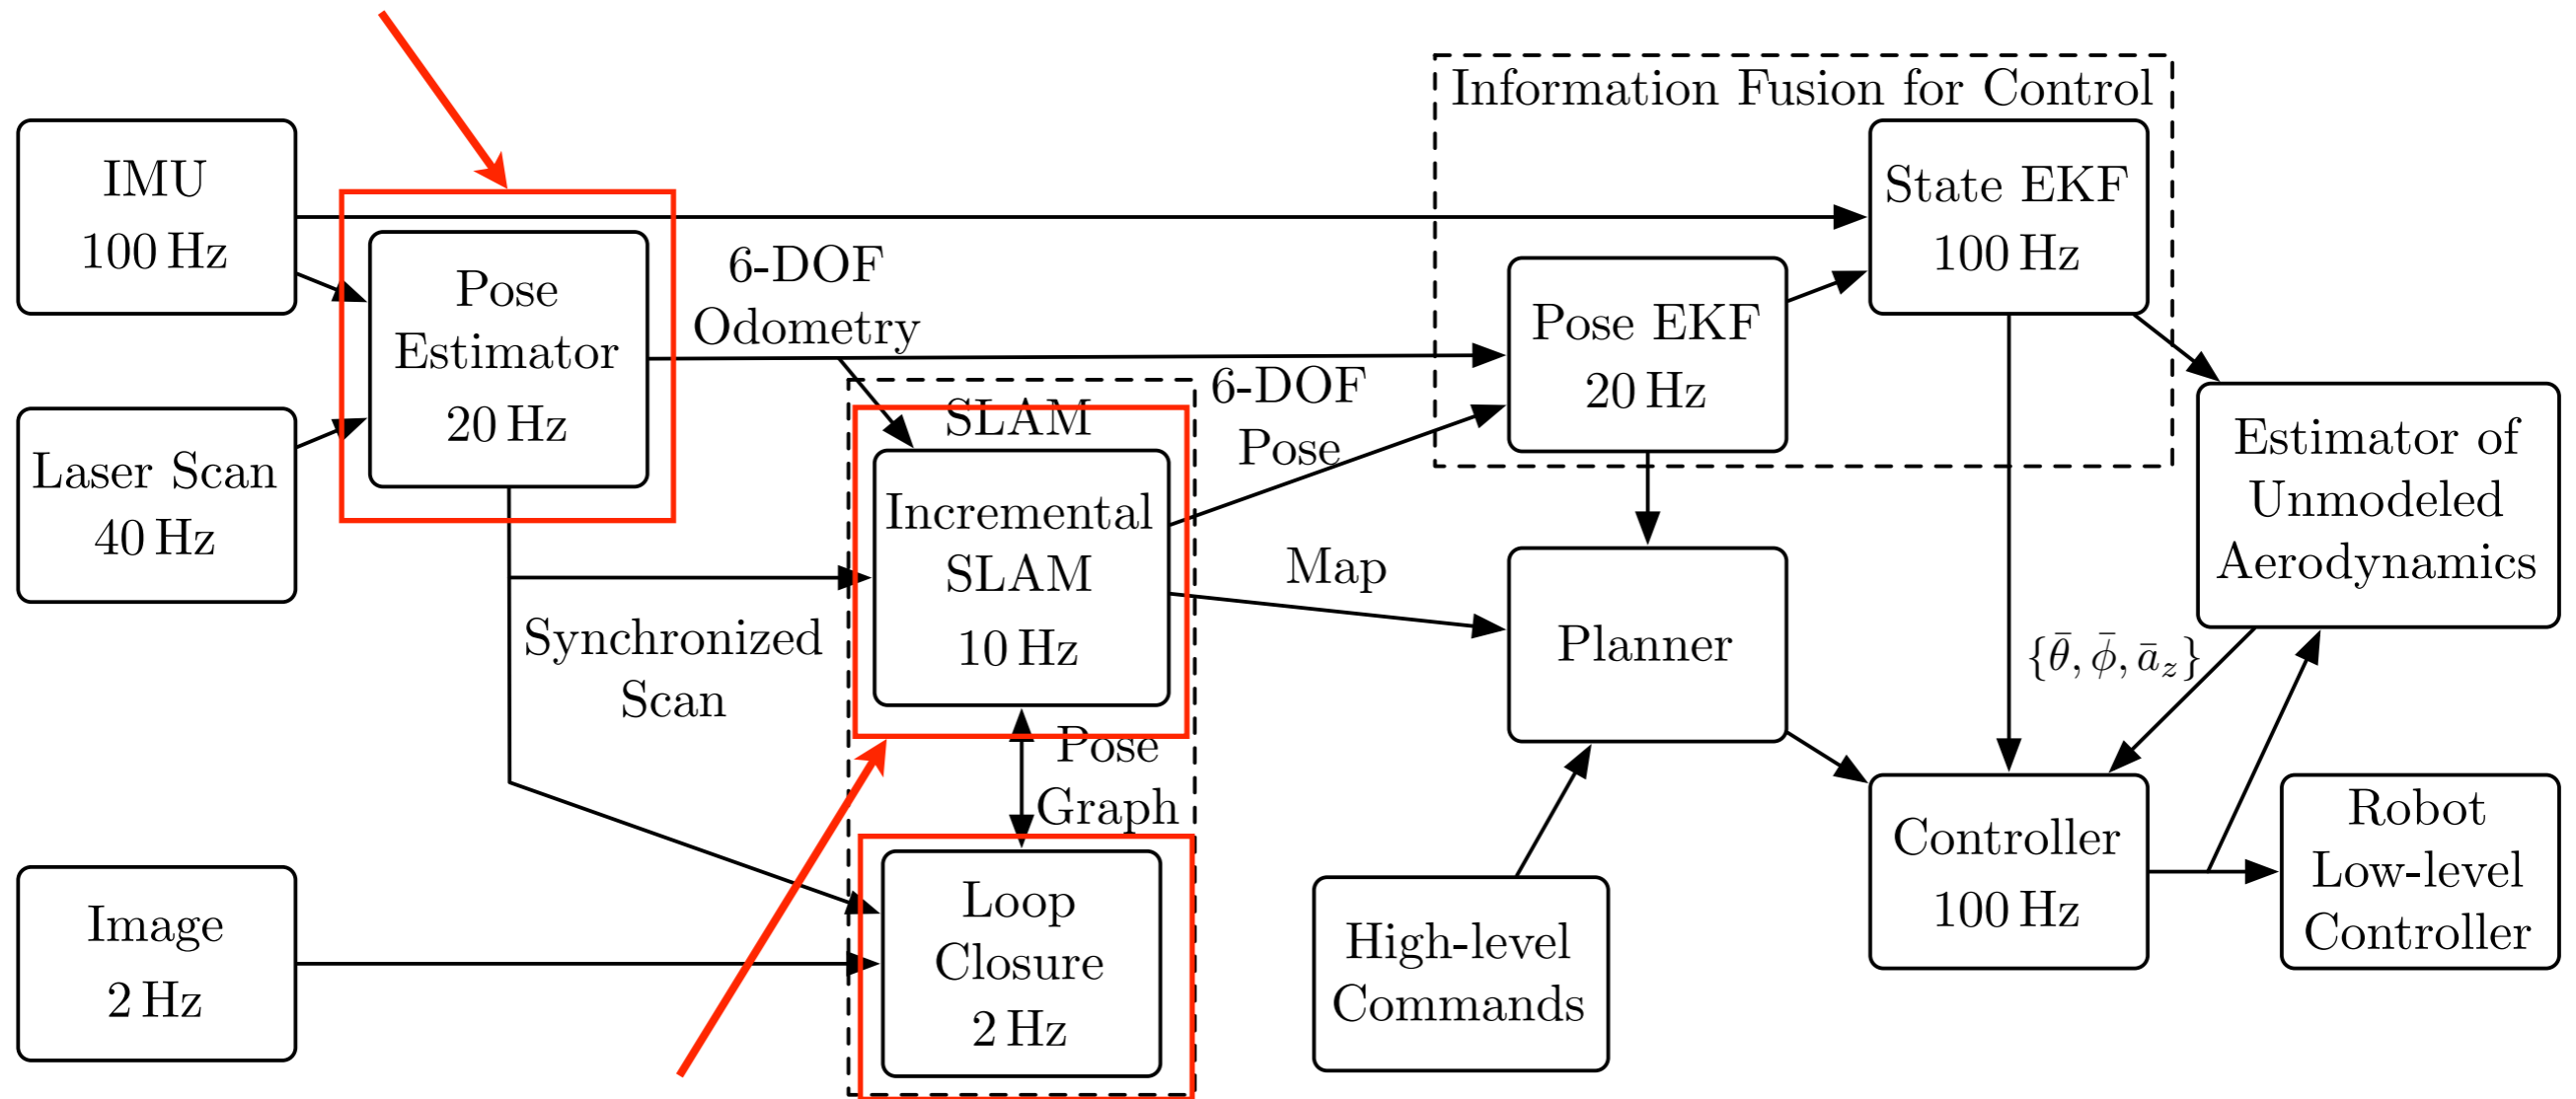 Information Fusion for Control
IMU
100 Hz
State EKF
100 Hz
6-DOF
Odometry
Pose
Estimator
20 Hz
Pose EKF
20 Hz
6-DOF
Pose
Laser Scan
40 Hz
SLAM
Incremental
SLAM
10 Hz
Estimator of
Unmodeled
Aerodynamics
Map
Synchronized
Scan
Planner
{θ̄, ϕ̄, ā_z}
Pose
Graph
Image
2 Hz
Loop
Closure
2 Hz
High-level
Commands
Controller
100 Hz
Robot
Low-level
Controller